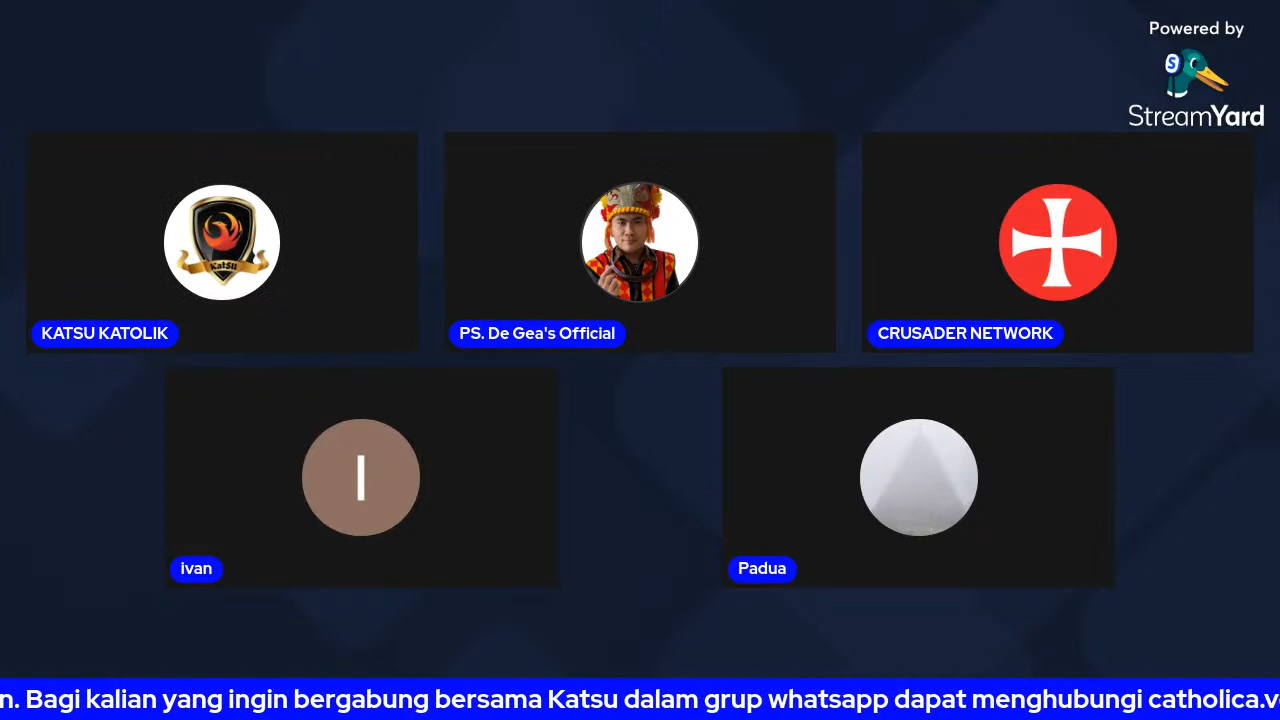 Powered by
StreamYard
KatSu
KATSU KATOLIK
PS. De Gea's Official
CRUSADER NETWORK
I
ivan
Padua
n. Bagi kalian yang ingin bergabung bersama Katsu dalam grup whatsapp dapat menghubungi catholica.v